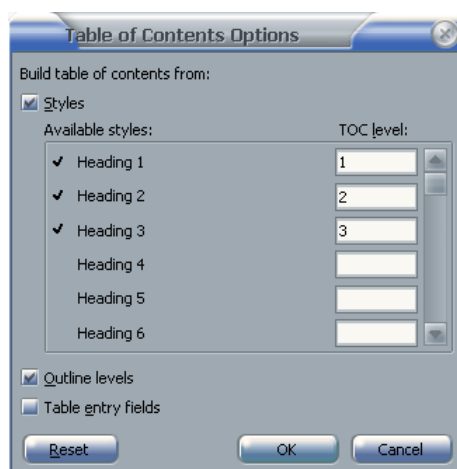 Table of Contents Options
Build table of contents from:
Styles
Available styles: TOC level:
Heading 1 1
Heading 2 2
Heading 3 3
Heading 4
Heading 5
Heading 6
Outline levels
Table entry fields
Reset OK Cancel